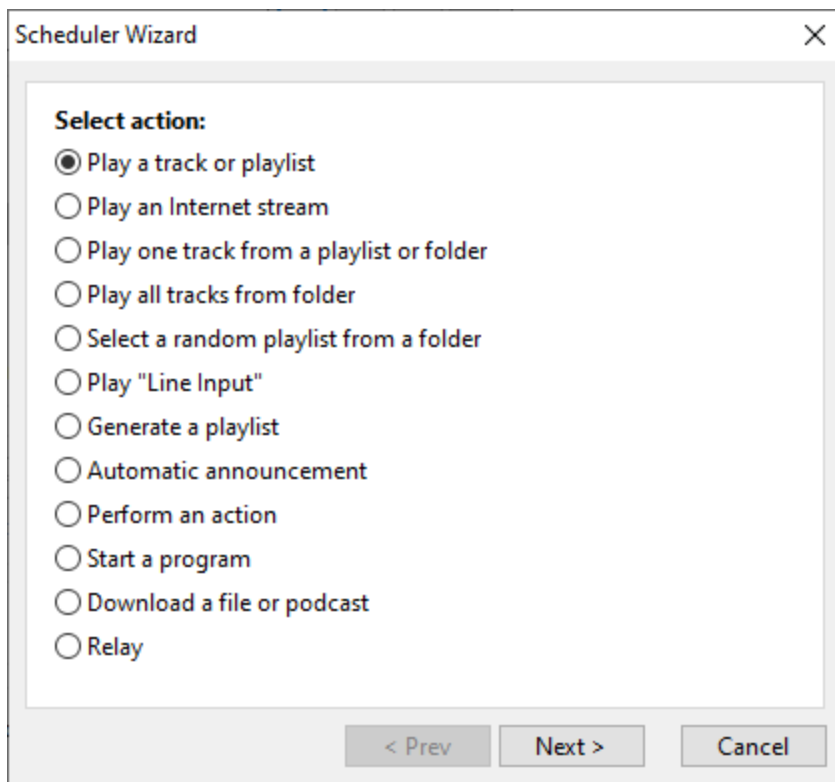 Scheduler Wizard
Select action:
Play a track or playlist
Play an Internet stream
Play one track from a playlist or folder
Play all tracks from folder
Select a random playlist from a folder
Play "Line Input"
Generate a playlist
Automatic announcement
Perform an action
Start a program
Download a file or podcast
Relay
< Prev Next > Cancel